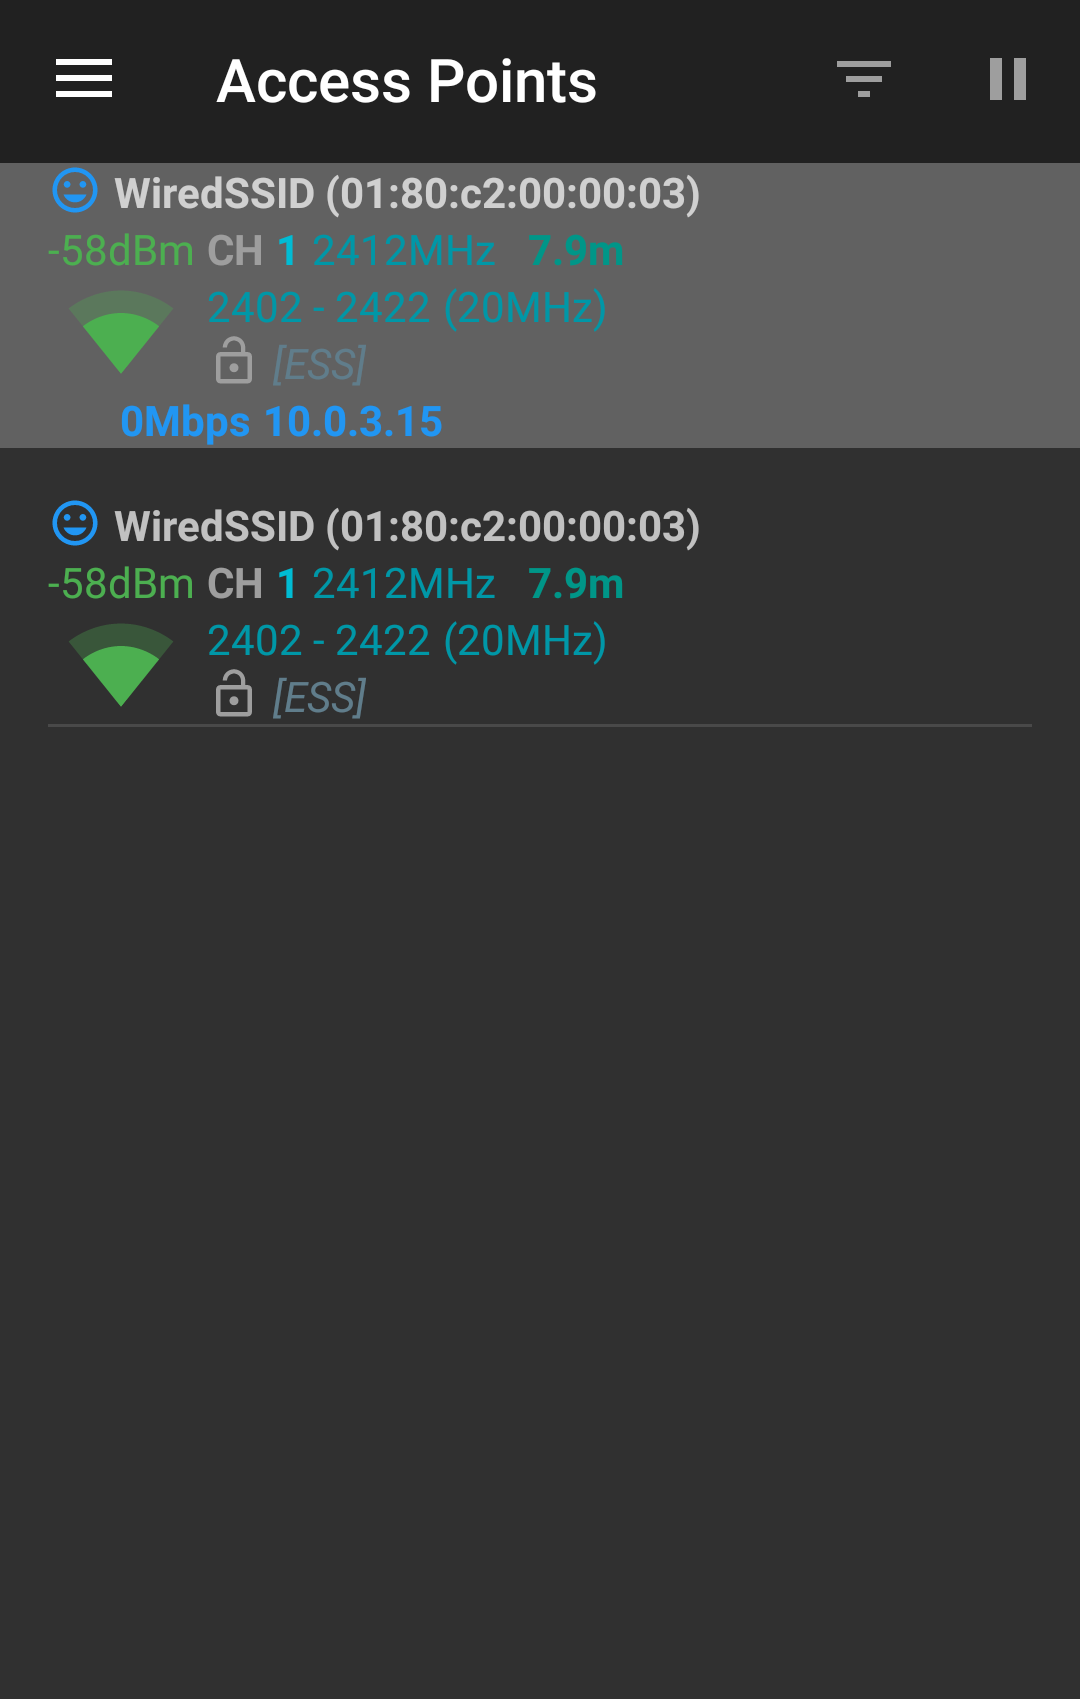 Access Points
WiredSSID (01:80:c2:00:00:03)
-58dBm CH 1 2412MHz 7.9m
2402 - 2422 (20MHz)
[ESS]
0Mbps 10.0.3.15
WiredSSID (01:80:c2:00:00:03)
-58dBm CH 1 2412MHz 7.9m
2402 - 2422 (20MHz)
[ESS]